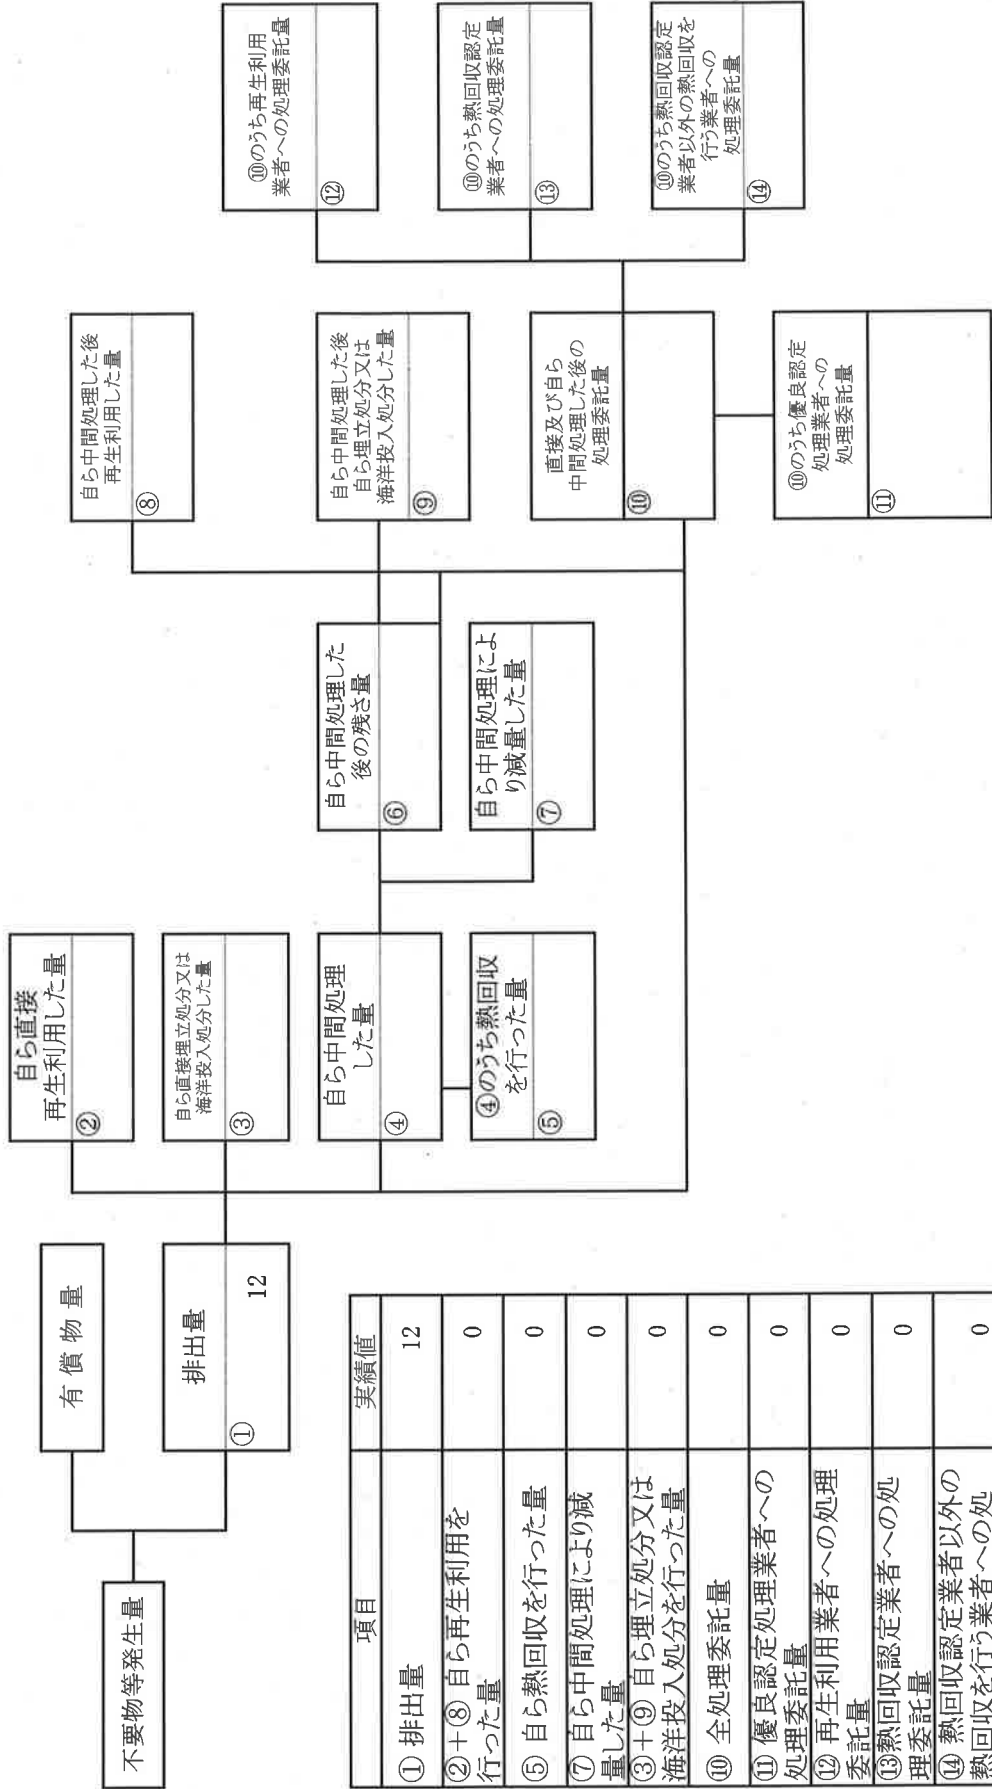 不要物等発生量
有償物量
排出量
①
12
自ら直接
再生利用した量
②
自ら直接埋立処分又は
海洋投入処分した量
③
自ら中間処理
した量
④
④のうち熱回収
を行った量
⑤
自ら中間処理した
後の残さ量
⑥
自ら中間処理によ
り減量した量
⑦
自ら中間処理した後
再生利用した量
⑧
自ら中間処理した後
自ら埋立処分又は
海洋投入処分した量
⑨
直接及び自ら
中間処理した後の
処理委託量
⑩
⑩のうち優良認定
処理業者への
処理委託量
⑪
⑩のうち再生利用
業者への処理委託量
⑫
⑩のうち熱回収認定
業者への処理委託量
⑬
⑩のうち熱回収認定
業者以外の熱回収を
行う業者への
処理委託量
⑭
項目 実績値
① 排出量 12
②+⑧ 自ら再生利用を
行った量 0
⑤ 自ら熱回収を行った量 0
⑦ 自ら中間処理により減
量した量 0
③+⑨ 自ら埋立処分又は
海洋投入処分を行った量 0
⑩ 全処理委託量 0
⑪ 優良認定処理業者への
処理委託量 0
⑫ 再生利用業者への処理
委託量 0
⑬熱回収認定業者への処
理委託量 0
⑭ 熱回収認定業者以外の
熱回収を行う業者への処 0